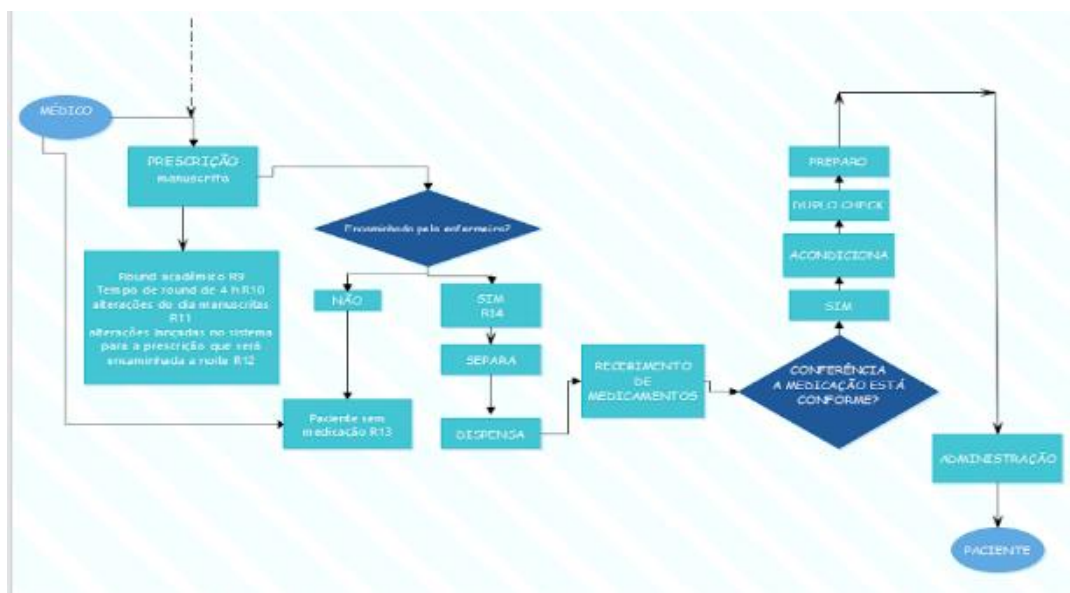 MÉDICO
PRESCRIÇÃO
manuscrita
Encaminhado pelo enfermeiro?
Round acadêmico R9
Tempo de round de 4 h R10
alterações do dia manuscritas
R11
alterações lançadas no sistema
para a prescrição que será
encaminhada a noite R12
NÃO
SIM
R14
SEPARA
Paciente sem
medicação R13
DISPENSA
RECEBIMENTO
DE
MEDICAMENTOS
CONFERÊNCIA
A MEDICAÇÃO ESTÁ
CONFORME?
SIM
ACONDICIONA
DUPLO CHECK
PREPARO
ADMINISTRAÇÃO
PACIENTE